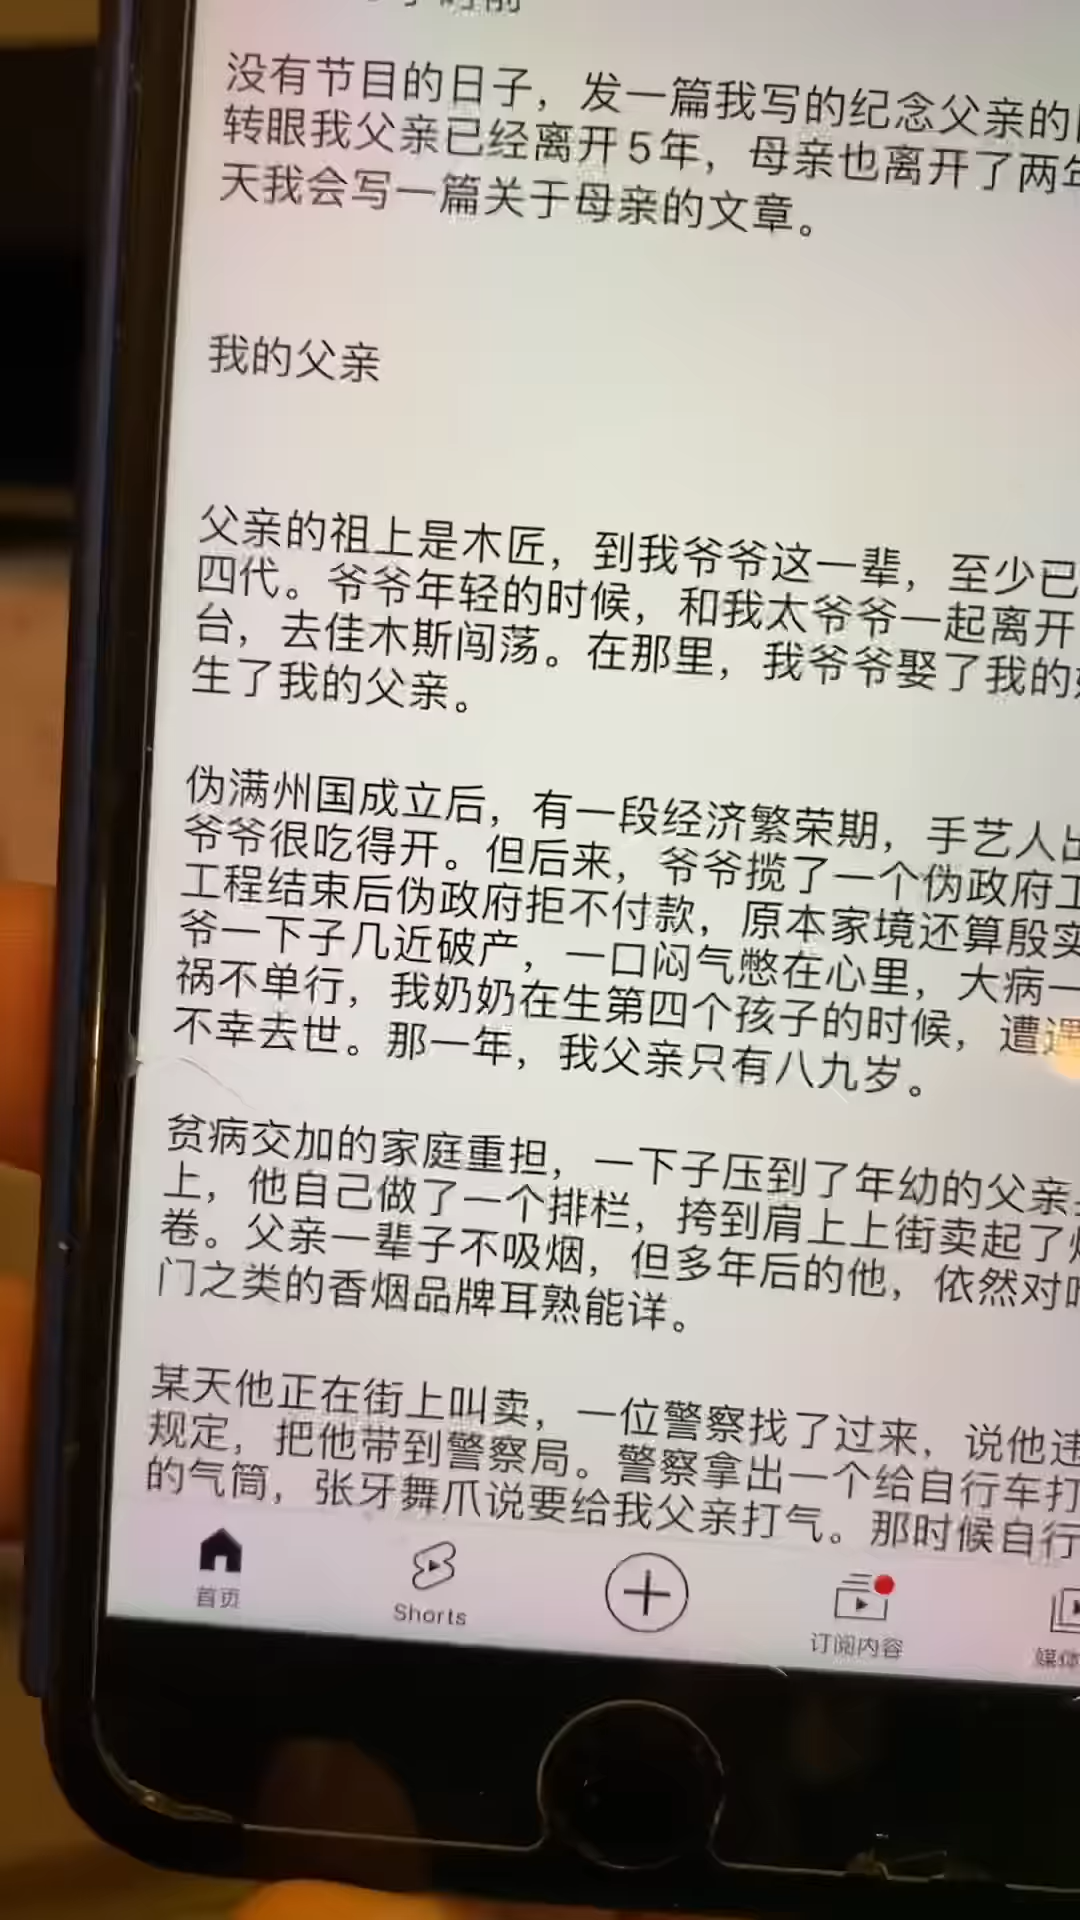 没有节目的日子，发一篇我写的纪念父亲的
转眼我父亲已经离开5年，母亲也离开了两年
天我会写一篇关于母亲的文章。
我的父亲
父亲的祖上是木匠，到我爷爷这一辈，至少已
四代。爷爷年轻的时候，和我太爷爷一起离开
台，去佳木斯闯荡。在那里，我爷爷娶了我的
生了我的父亲。
伪满州国成立后，有一段经济繁荣期，手艺人出
爷爷很吃得开。但后来，爷爷揽了一个伪政府工
工程结束后伪政府拒不付款，原本家境还算殷实
爷一下子几近破产，一口闷气憋在心里，大病一
祸不单行，我奶奶在生第四个孩子的时候，遭遇
不幸去世。那一年，我父亲只有八九岁。
贫病交加的家庭重担，一下子压到了年幼的父亲
上，他自己做了一个排栏，挎到肩上上街卖起了
卷。父亲一辈子不吸烟，但多年后的他，依然对
门之类的香烟品牌耳熟能详。
某天他正在街上叫卖，一位警察找了过来，说他违
规定，把他带到警察局。警察拿出一个给自行车打
的气筒，张牙舞爪说要给我父亲打气。那时候自行
首页
Shorts
订阅内容
媒体